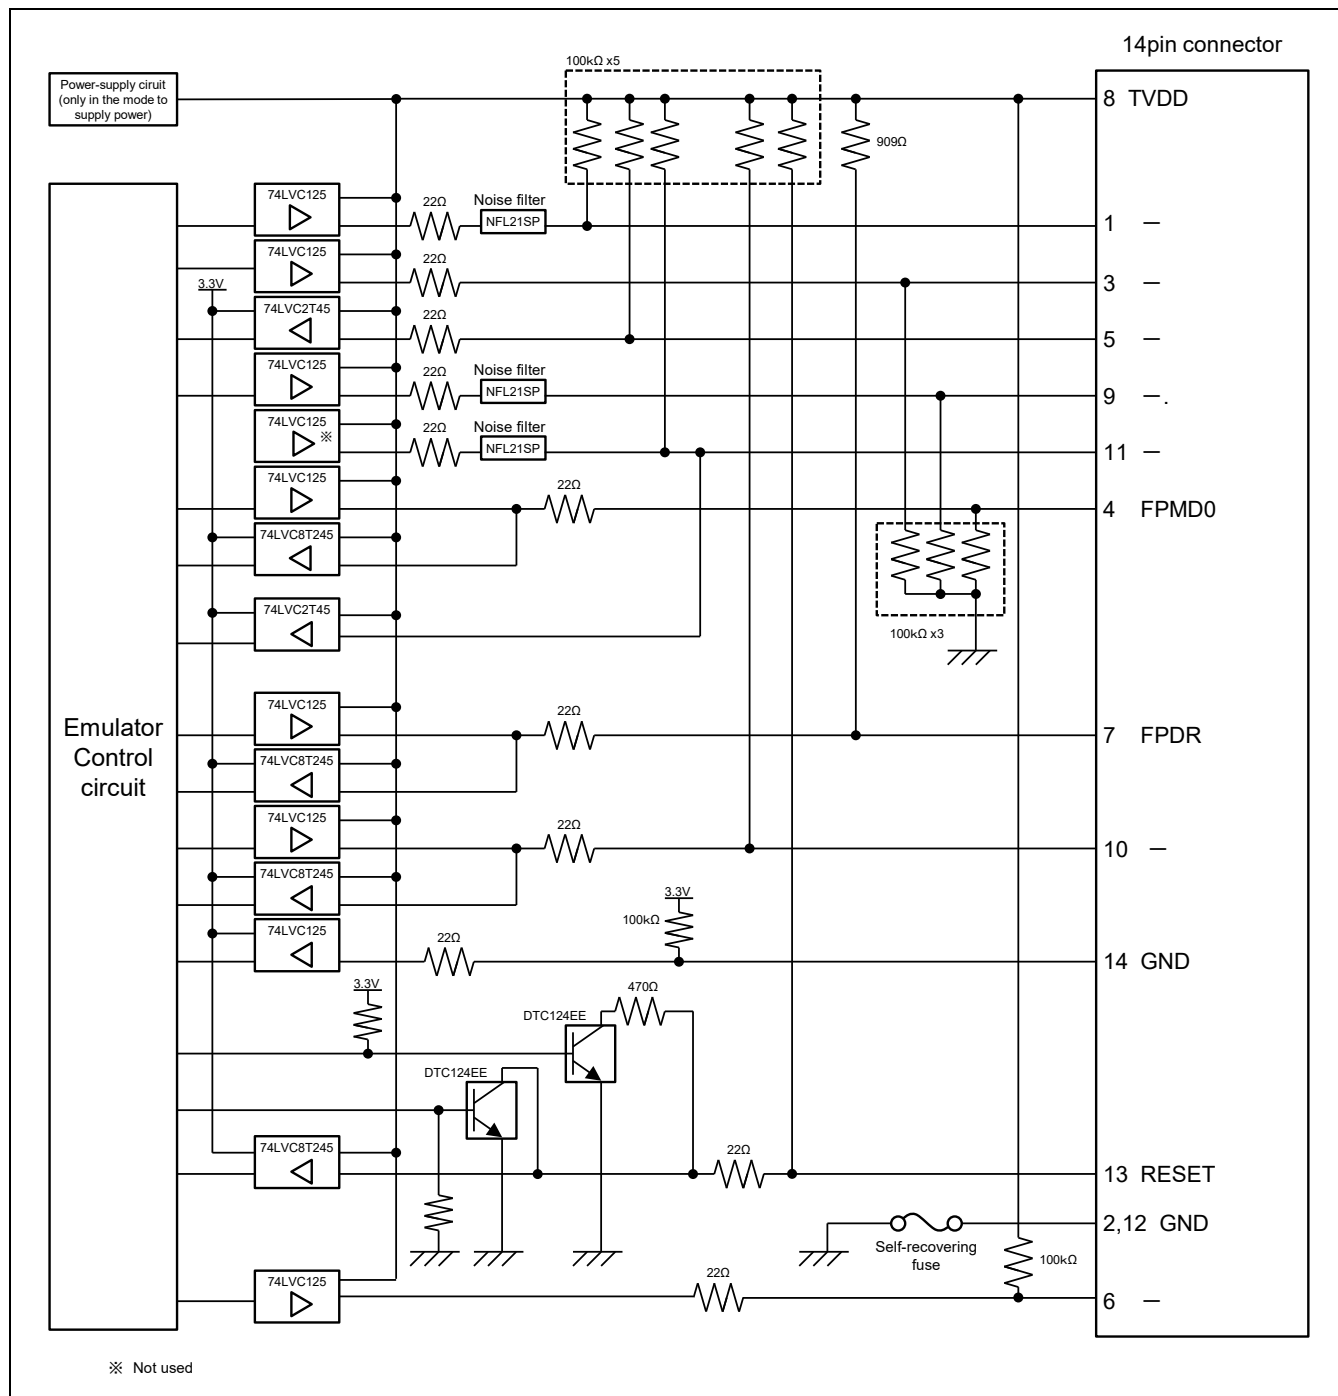 14pin connector
Power-supply ciruit
(only in the mode to
supply power)
100kΩ x5
8 TVDD
909Ω
74LVC125
22Ω
Noise filter
NFL21SP
1 —
74LVC125
22Ω
3 —
3.3V
74LVC2T45
22Ω
5 —
74LVC125
22Ω
Noise filter
NFL21SP
9 —.
74LVC125
※
22Ω
Noise filter
NFL21SP
11 —
74LVC125
22Ω
4 FPMD0
74LVC8T245
74LVC2T45
100kΩ x3
Emulator
Control
circuit
74LVC125
22Ω
7 FPDR
74LVC8T245
74LVC125
22Ω
10 —
74LVC8T245
3.3V
100kΩ
74LVC125
22Ω
14 GND
3.3V
470Ω
DTC124EE
DTC124EE
74LVC8T245
22Ω
13 RESET
2,12 GND
Self-recovering
fuse
100kΩ
74LVC125
22Ω
6 —
※ Not used